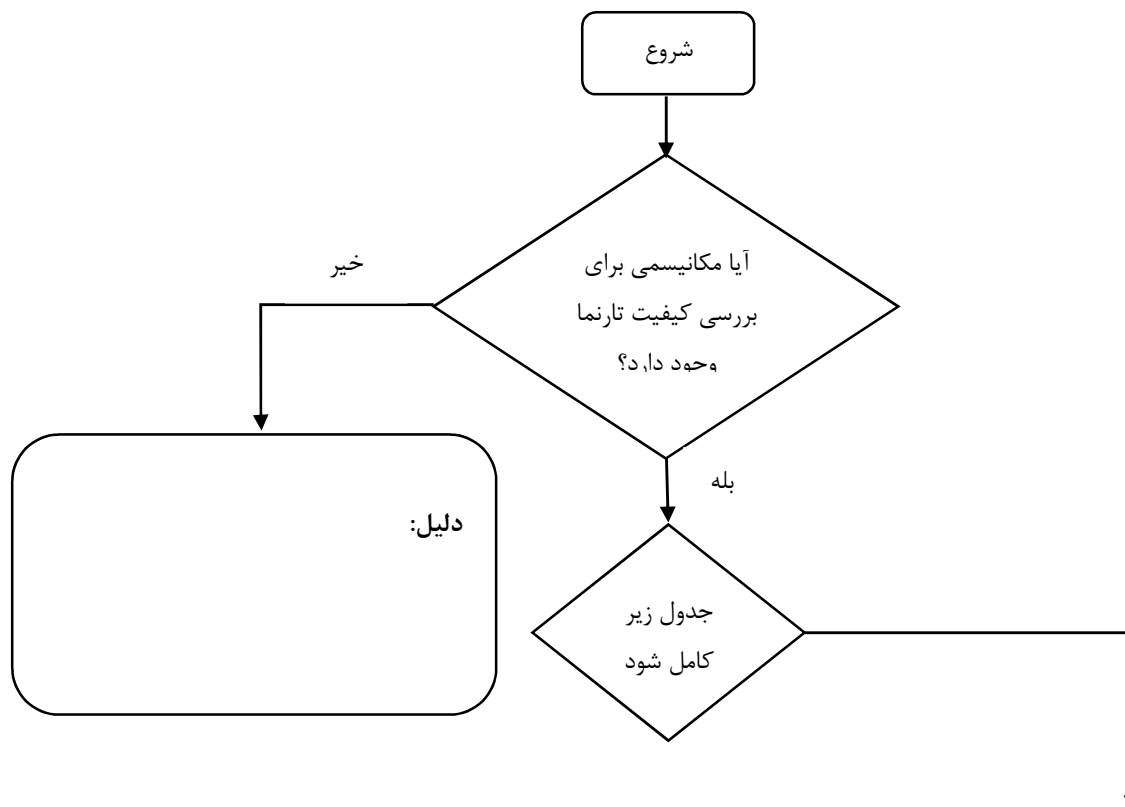 شروع
آیا مکانیسمی برای
بررسی کیفیت تارنما
وجود دارد؟
خیر
بله
دلیل:
جدول زیر
کامل شود